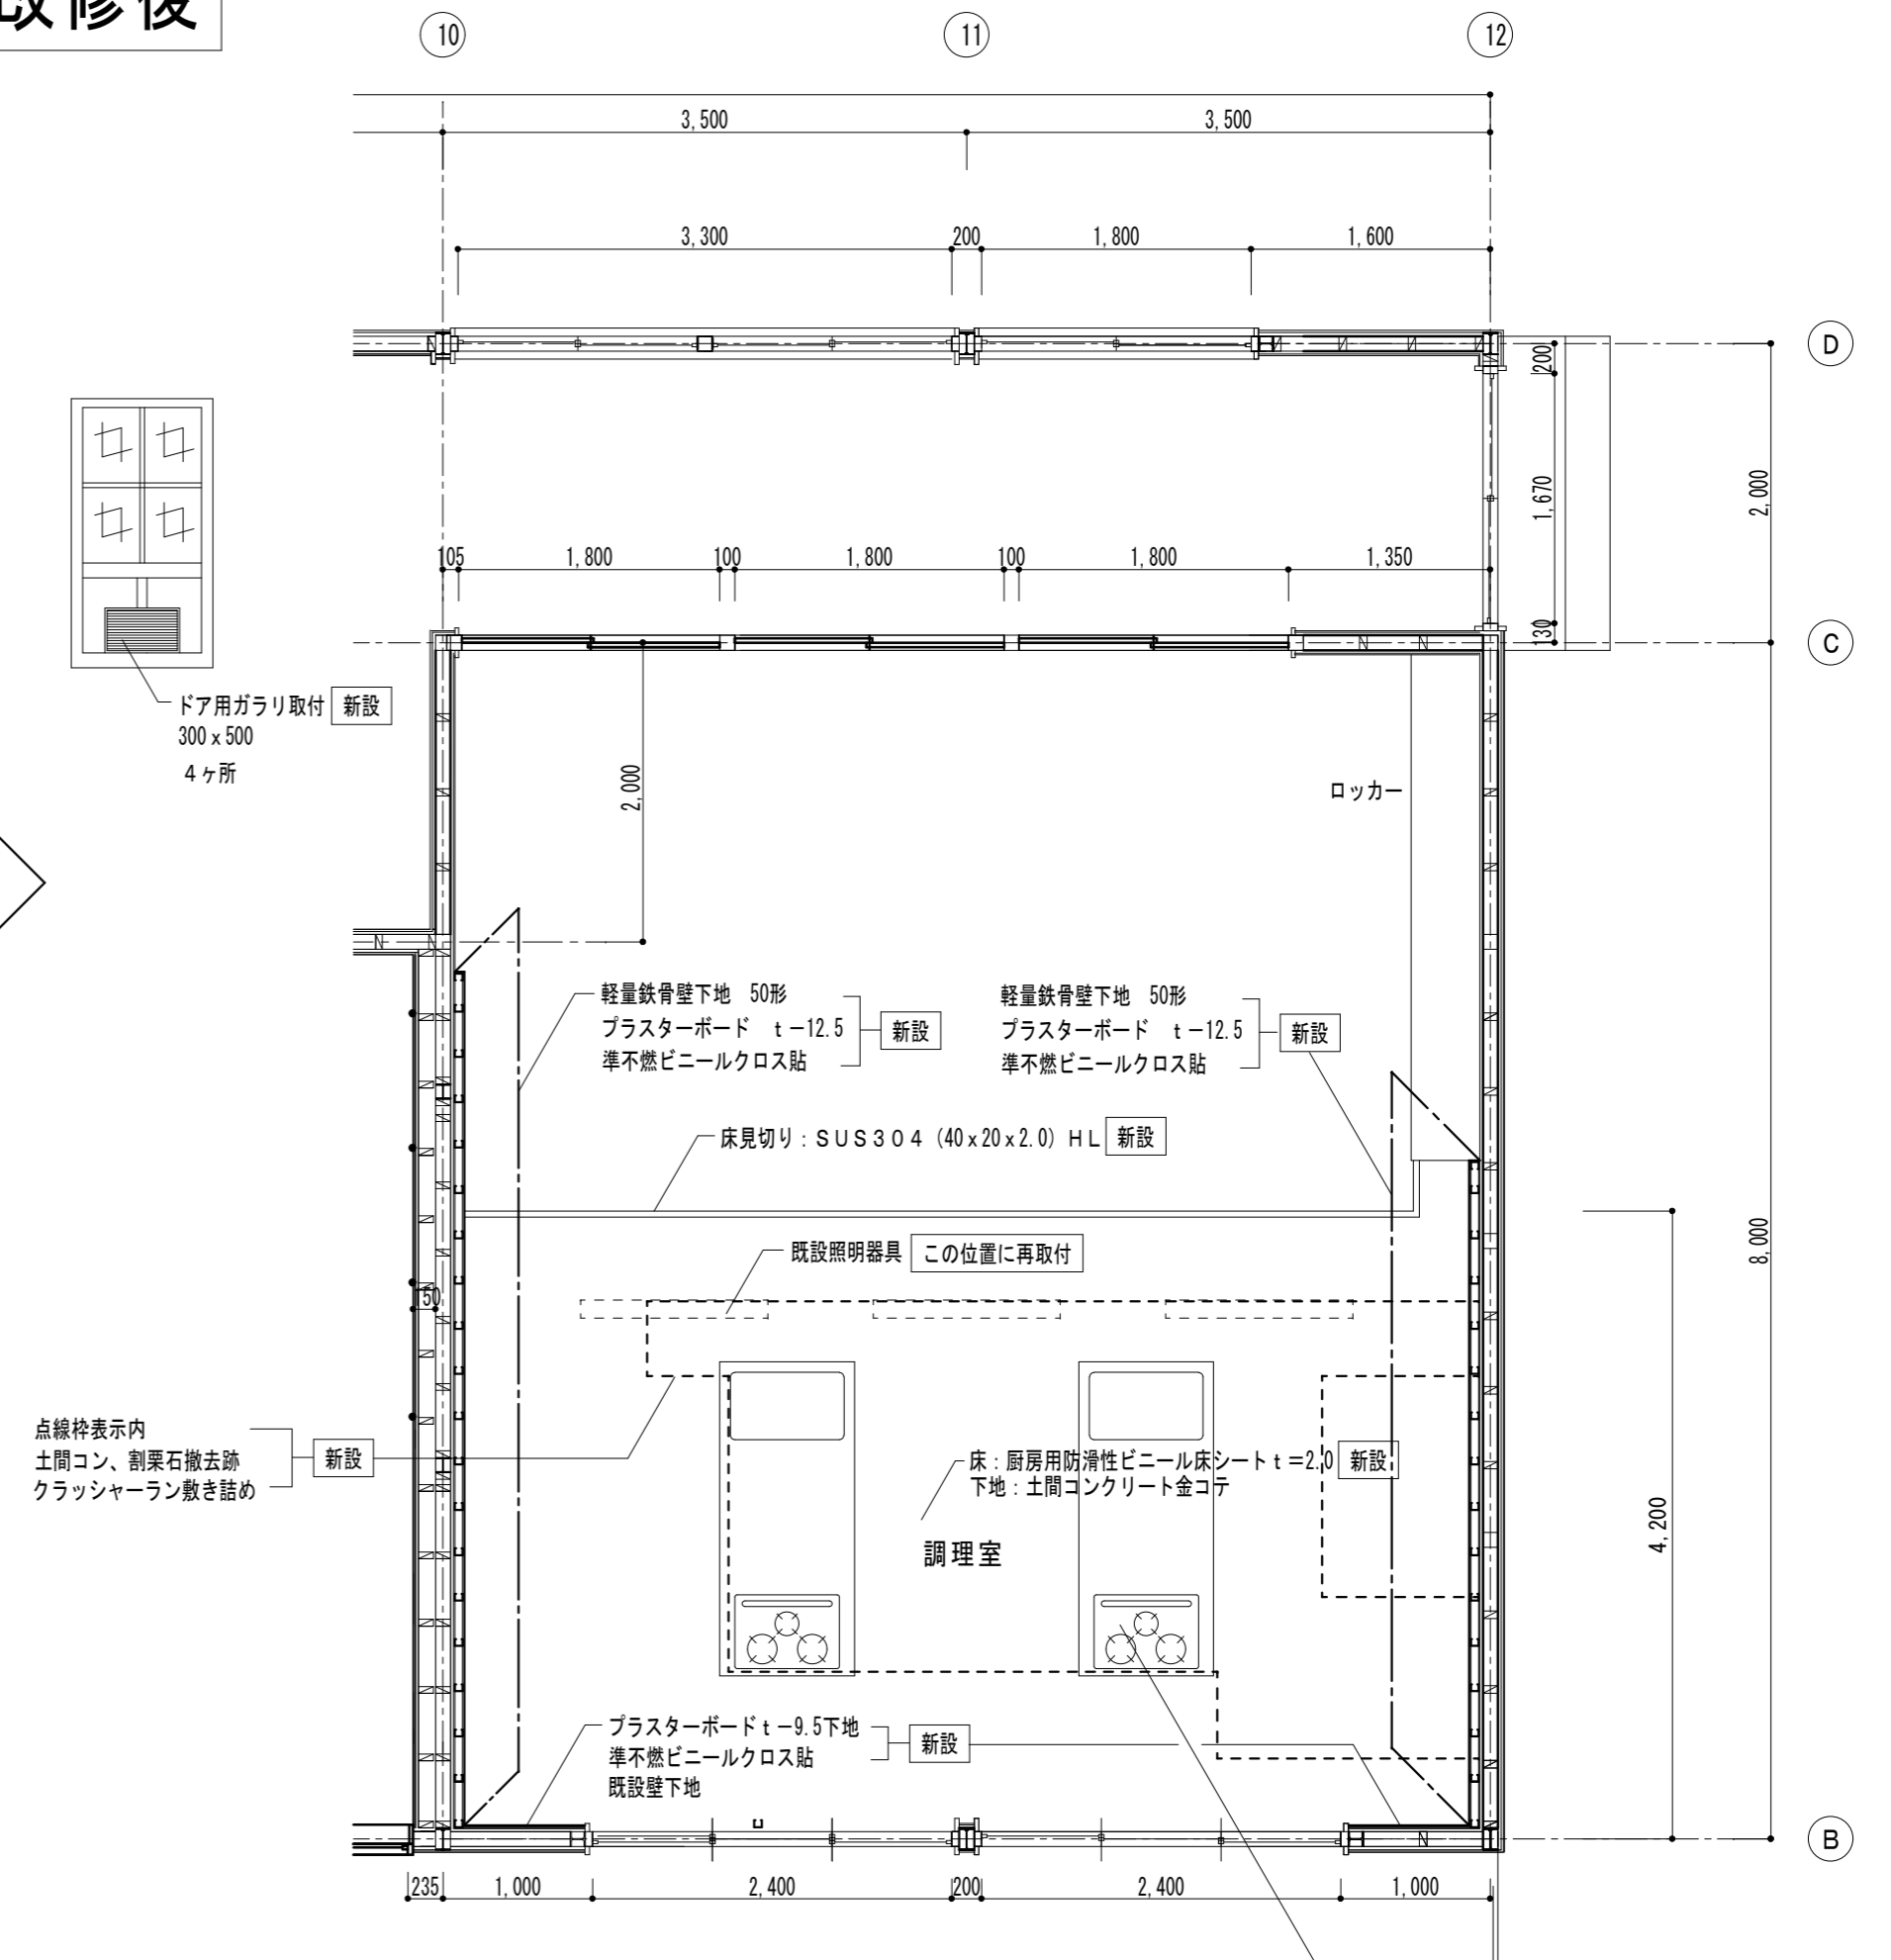 改修後
10
11
12
3,500
3,500
3,300
200
1,800
1,600
D
200
1,670
2,000
130
C
105
1,800
100
1,800
100
1,800
1,350
ドア用ガラリ取付 新設
300x500
4ヶ所
2,000
ロッカー
軽量鉄骨壁下地 50形
プラスターボード t－12.5
準不燃ビニールクロス貼
新設
軽量鉄骨壁下地 50形
プラスターボード t－12.5
準不燃ビニールクロス貼
新設
床見切り：SUS304 (40x20x2.0) HL 新設
既設照明器具 この位置に再取付
8,000
150
点線枠表示内
土間コン、割栗石撤去跡
クラッシャーラン敷き詰め
新設
床：厨房用防滑性ビニール床シートt＝2.0 新設
下地：土間コンクリート金コテ
調理室
4,200
プラスターボードt－9.5下地
準不燃ビニールクロス貼
既設壁下地
新設
B
235
1,000
2,400
200
2,400
1,000